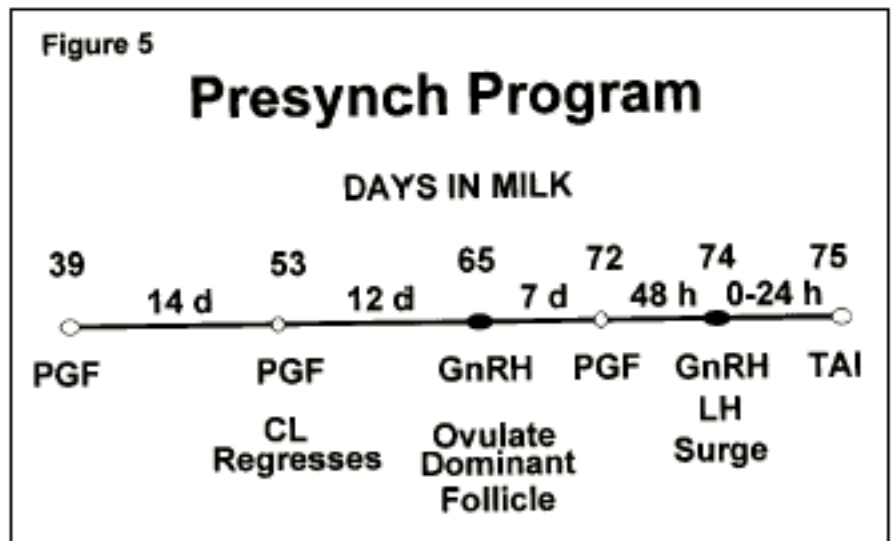 Figure 5
Presynch Program
DAYS IN MILK
39 53 65 72 74 75
14 d 12 d 7 d 48 h 0-24 h
PGF PGF GnRH PGF GnRH TAI
CL
Regresses
Ovulate
Dominant
Follicle
LH
Surge